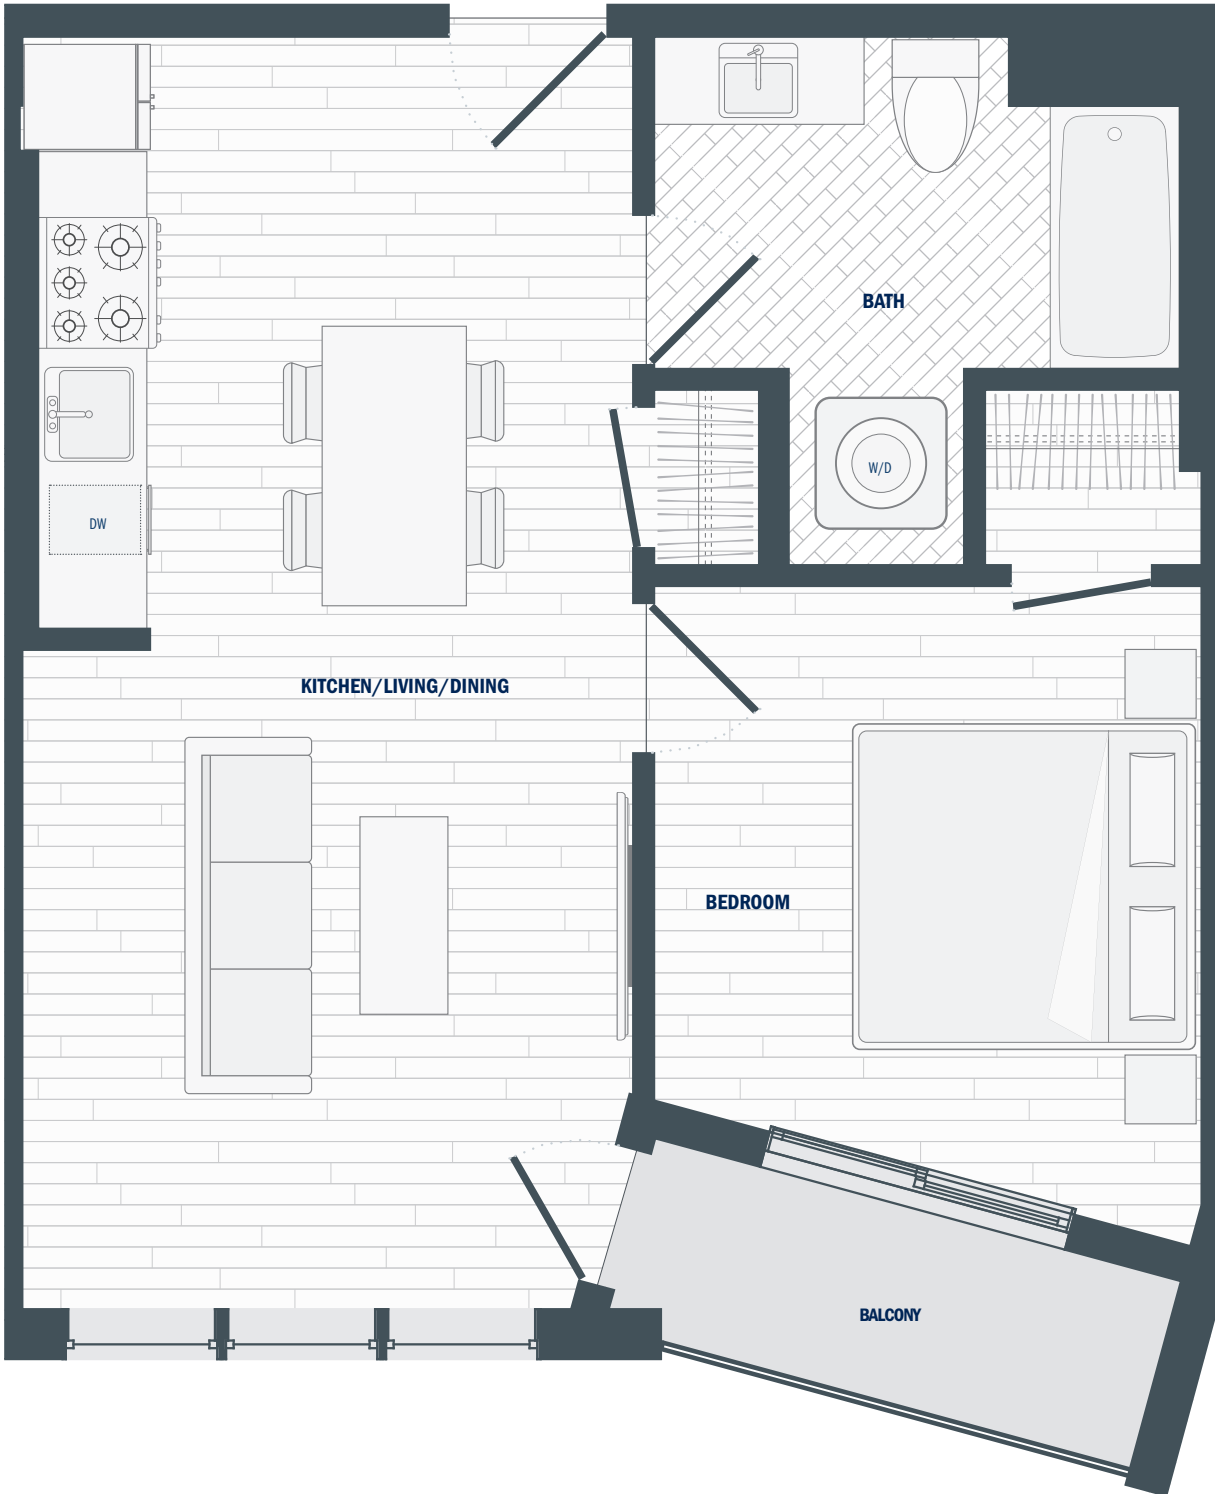 BATH
W/D
DW
KITCHEN/LIVING/DINING
BEDROOM
BALCONY